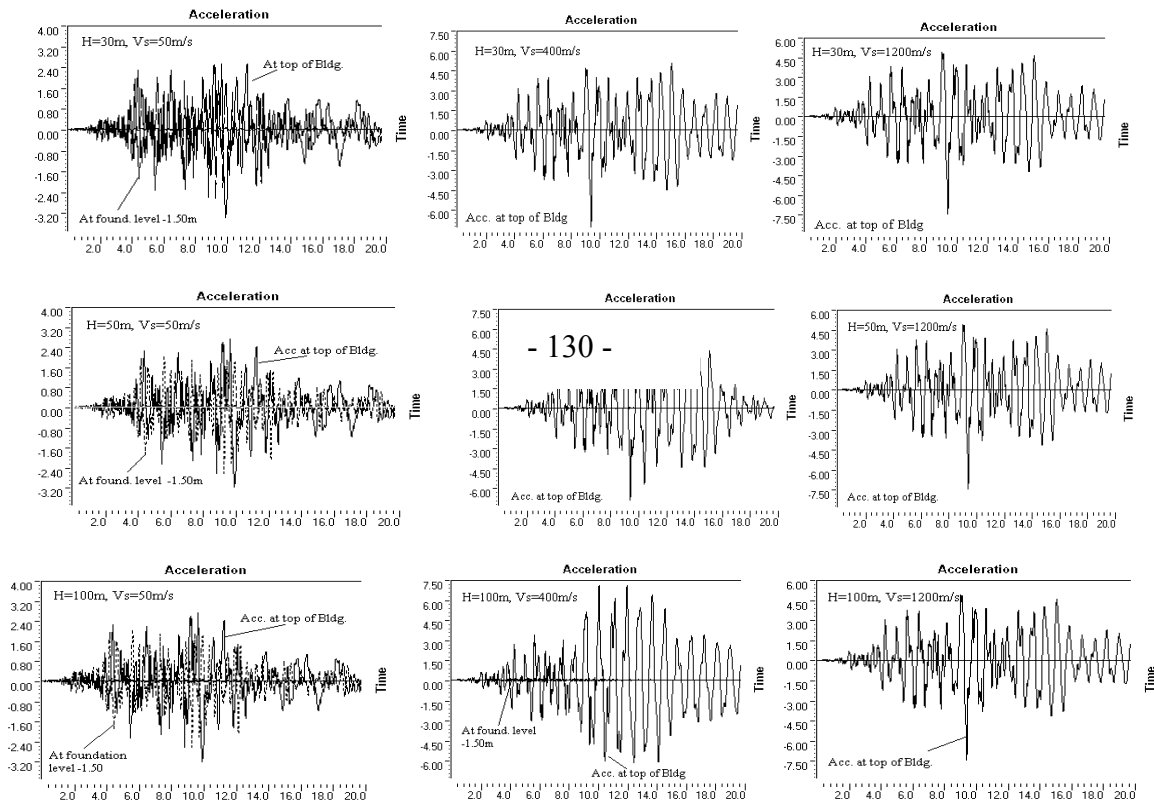 Acceleration
4.00
3.20
2.40
1.60
0.80
0.00
-0.80
-1.60
-2.40
-3.20
H=30m, Vs=50m/s
At top of Bldg.
At found. level -1.50m
Time
2.0 4.0 6.0 8.0 10.0 12.0 14.0 16.0 18.0 20.0
Acceleration
7.50
6.00
4.50
3.00
1.50
0.00
-1.50
-3.00
-4.50
-6.00
H=30m, Vs=400m/s
Acc. at top of Bldg
Time
2.0 4.0 6.0 8.0 10.0 12.0 14.0 16.0 18.0 20.0
Acceleration
6.00
4.50
3.00
1.50
0.00
-1.50
-3.00
-4.50
-6.00
-7.50
H=30m, Vs=1200m/s
Acc. at top of Bldg
Time
2.0 4.0 6.0 8.0 10.0 12.0 14.0 16.0 18.0 20.0
Acceleration
4.00
3.20
2.40
1.60
0.80
0.00
-0.80
-1.60
-2.40
-3.20
H=50m, Vs=50m/s
Acc at top of Bldg.
At found. level -1.50m
Time
2.0 4.0 6.0 8.0 10.0 12.0 14.0 16.0 18.0 20.0
Acceleration
7.50
6.00
4.50
3.00
1.50
0.00
-1.50
-3.00
-4.50
-6.00
- 130 -
Acc. at top of Bldg.
Time
2.0 4.0 6.0 8.0 10.0 12.0 14.0 16.0 18.0 20.0
Acceleration
6.00
4.50
3.00
1.50
0.00
-1.50
-3.00
-4.50
-6.00
-7.50
H=50m, Vs=1200m/s
Acc. at top of Bldg.
Time
2.0 4.0 6.0 8.0 10.0 12.0 14.0 16.0 18.0 20.0
Acceleration
4.00
3.20
2.40
1.60
0.80
0.00
-0.80
-1.60
-2.40
-3.20
H=100m, Vs=50m/s
Acc. at top of Bldg.
At foundation
level -1.50
Time
2.0 4.0 6.0 8.0 10.0 12.0 14.0 16.0 18.0 20.0
Acceleration
7.50
6.00
4.50
3.00
1.50
0.00
-1.50
-3.00
-4.50
-6.00
H=100m, Vs=400m/s
At found. level
-1.50m
Acc. at top of Bldg
Time
2.0 4.0 6.0 8.0 10.0 12.0 14.0 16.0 18.0 20.0
Acceleration
6.00
4.50
3.00
1.50
0.00
-1.50
-3.00
-4.50
-6.00
-7.50
H=100m, Vs=1200m/s
Acc. at top of Bldg.
Time
2.0 4.0 6.0 8.0 10.0 12.0 14.0 16.0 18.0 20.0